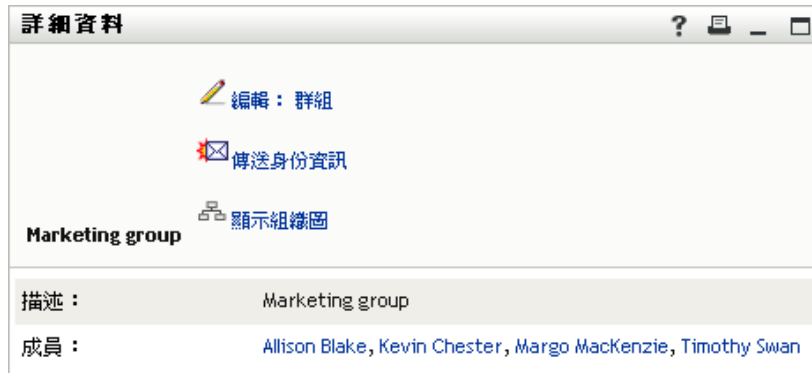 詳細資料 ?
編輯： 群組
傳送身份資訊
顯示組織圖
Marketing group
描述： Marketing group
成員： Allison Blake, Kevin Chester, Margo MacKenzie, Timothy Swan